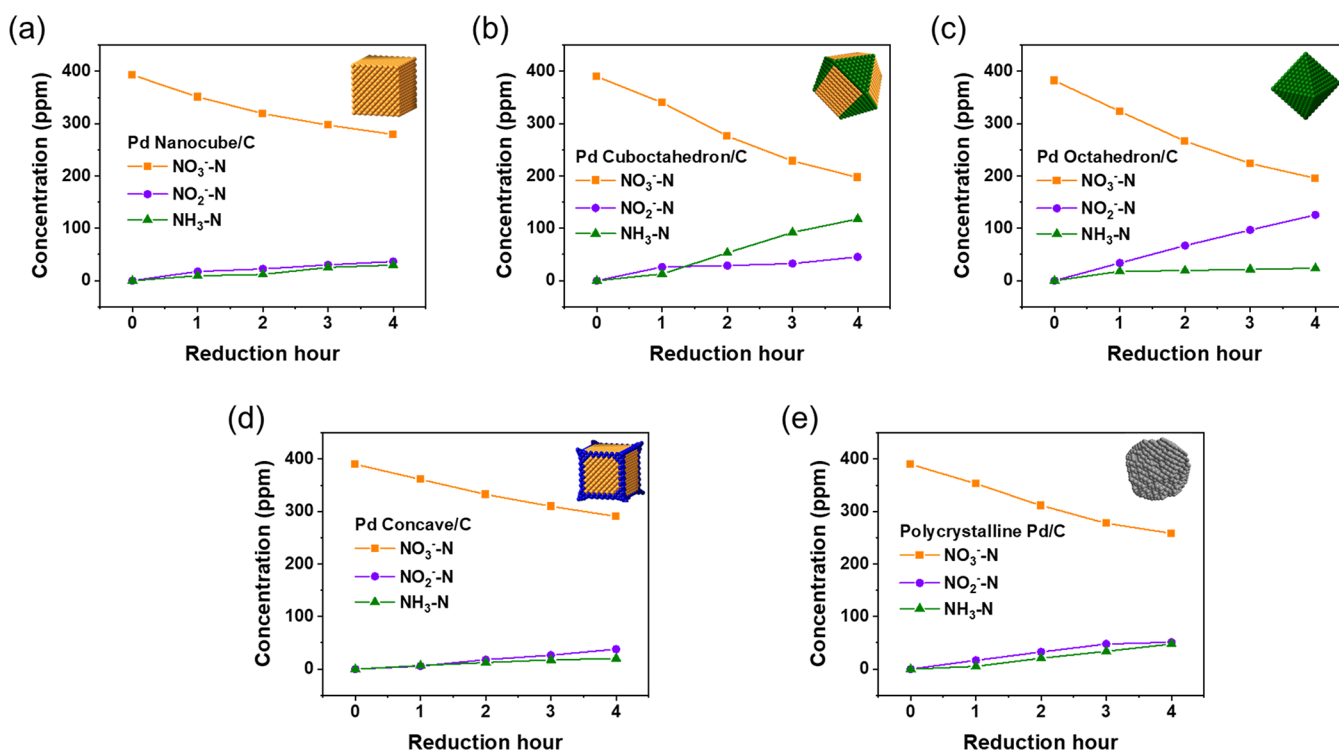 (a)
Concentration (ppm)
400
300
200
100
0
Pd Nanocube/C
NO₃⁻-N
NO₂⁻-N
NH₃-N
0 1 2 3 4
Reduction hour
(b)
Concentration (ppm)
400
300
200
100
0
Pd Cuboctahedron/C
NO₃⁻-N
NO₂⁻-N
NH₃-N
0 1 2 3 4
Reduction hour
(c)
Concentration (ppm)
400
300
200
100
0
Pd Octahedron/C
NO₃⁻-N
NO₂⁻-N
NH₃-N
0 1 2 3 4
Reduction hour
(d)
Concentration (ppm)
400
300
200
100
0
Pd Concave/C
NO₃⁻-N
NO₂⁻-N
NH₃-N
0 1 2 3 4
Reduction hour
(e)
Concentration (ppm)
400
300
200
100
0
Polycrystalline Pd/C
NO₃⁻-N
NO₂⁻-N
NH₃-N
0 1 2 3 4
Reduction hour